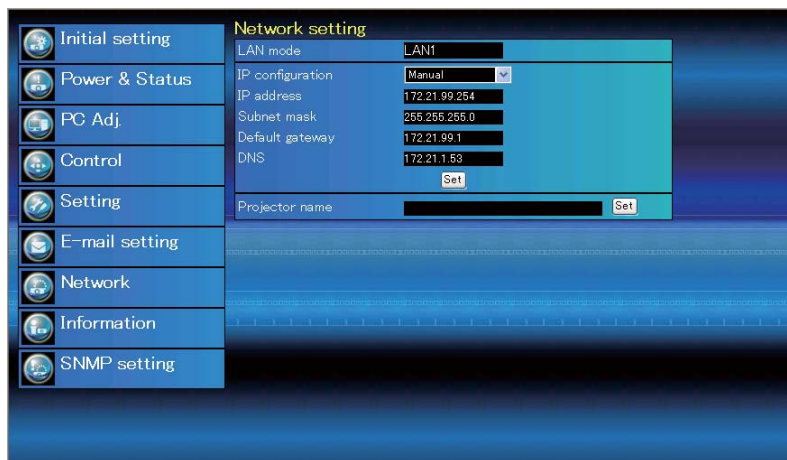 Initial setting
Power & Status
PC Adj.
Control
Setting
E-mail setting
Network
Information
SNMP setting
Network setting
LAN mode LAN1
IP configuration Manual
IP address 172.21.99.254
Subnet mask 255.255.255.0
Default gateway 172.21.99.1
DNS 172.21.1.53
Set
Projector name Set